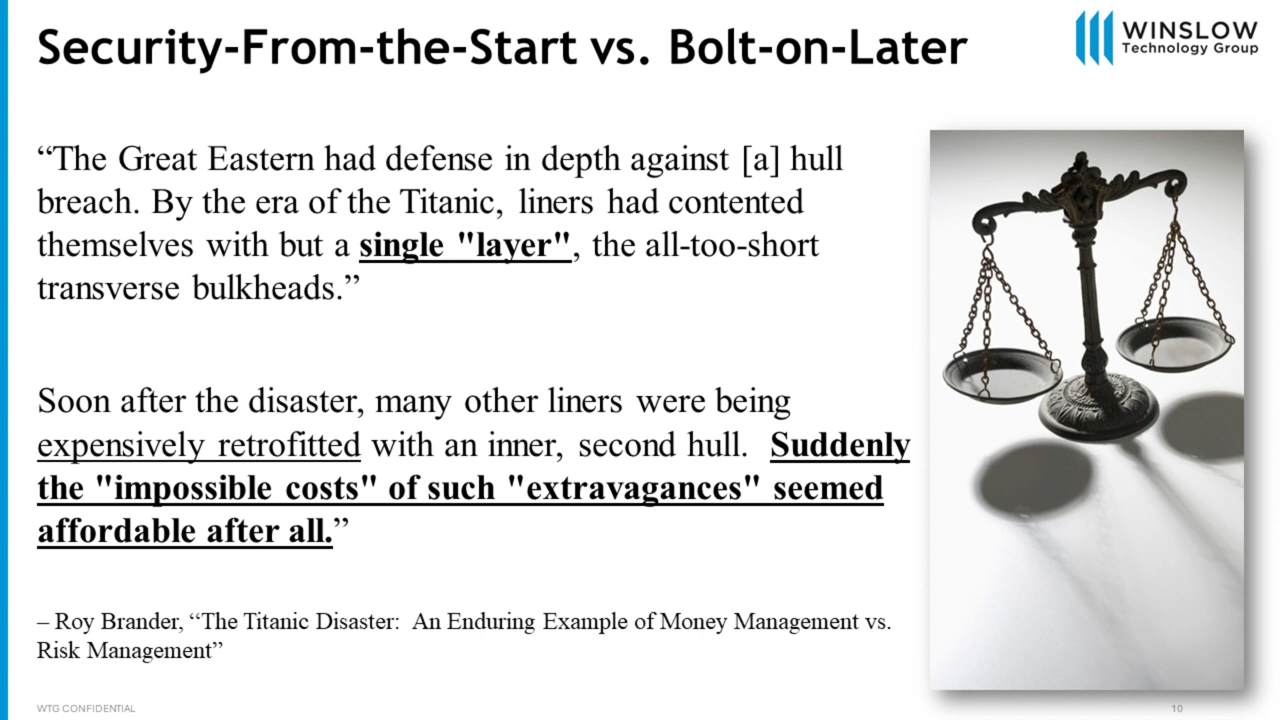 Security-From-the-Start vs. Bolt-on-Later
WINSLOW
Technology Group
“The Great Eastern had defense in depth against [a] hull
breach. By the era of the Titanic, liners had contented
themselves with but a single "layer", the all-too-short
transverse bulkheads.”
Soon after the disaster, many other liners were being
expensively retrofitted with an inner, second hull. Suddenly
the "impossible costs" of such "extravagances" seemed
affordable after all.”
– Roy Brander, “The Titanic Disaster: An Enduring Example of Money Management vs.
Risk Management”
WTG CONFIDENTIAL
10